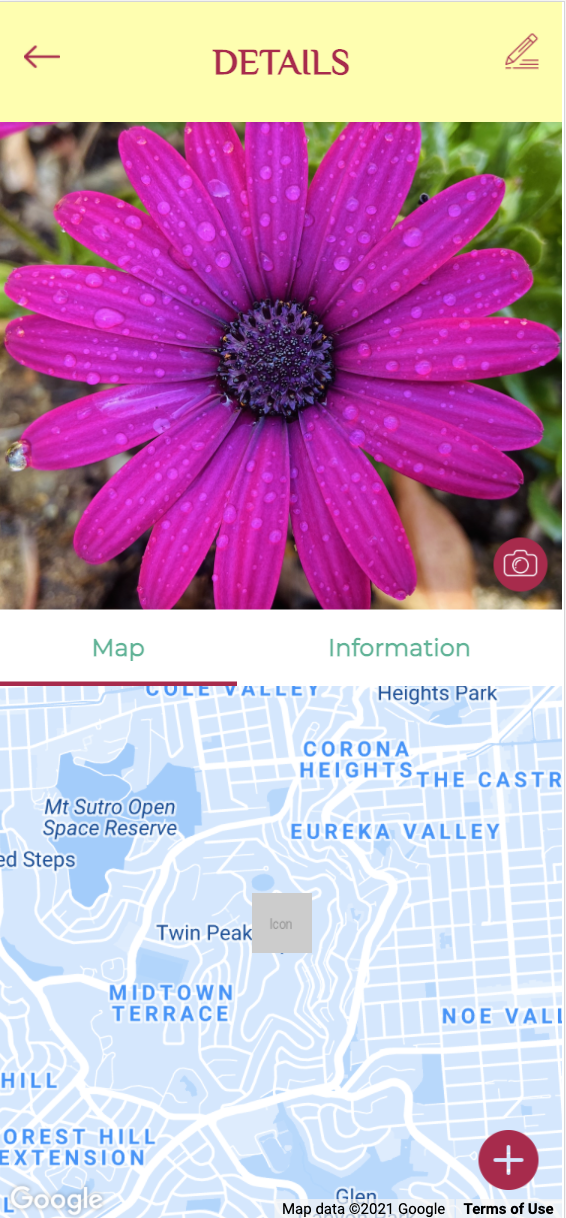 DETAILS
Map
Information
COLE VALLEY
Heights Park
CORONA
HEIGHTS
THE CASTR
Mt Sutro Open
Space Reserve
EUREKA VALLEY
ed Steps
Icon
Twin Peak
MIDTOWN
TERRACE
NOE VALL
HILL
OREST HILL
EXTENSION
L
Glen
Google
Map data ©2021 Google
Terms of Use